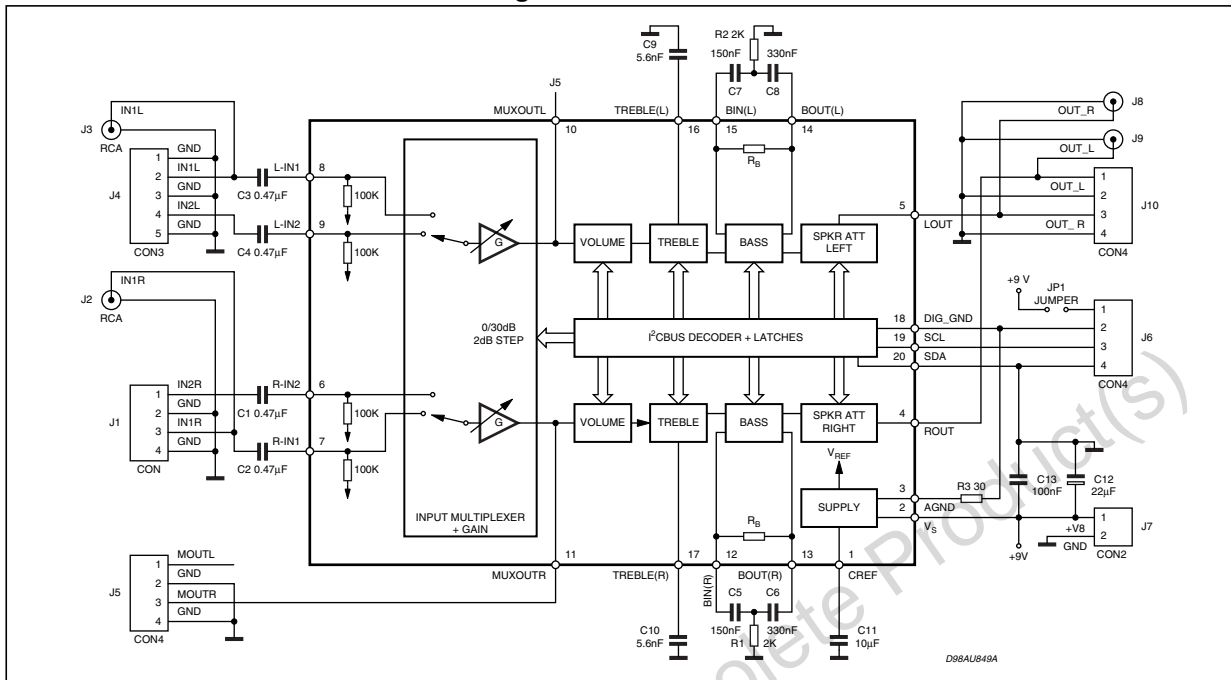 C9
5.6nF
R2 2K
150nF
330nF
C7
C8
J5
MUXOUTL
TREBLE(L)
BIN(L)
BOUT(L)
10
16
15
14
IN1L
J3
RCA
GND
IN1L
GND
IN2L
GND
1
2
3
4
5
J4
CON3
L-IN1
8
C3 0.47µF
100K
L-IN2
9
C4 0.47µF
100K
G
VOLUME
TREBLE
BASS
SPKR ATT
LEFT
RB
5
LOUT
OUT_R
J8
J9
OUT_L
OUT_L
OUT_ R
1
2
3
4
J10
CON4
IN1R
J2
RCA
0/30dB
2dB STEP
I2CBUS DECODER + LATCHES
18
DIG_GND
19
SCL
20
SDA
+9 V
JP1
JUMPER
1
2
3
4
J6
CON4
IN2R
GND
IN1R
GND
1
2
3
4
J1
CON
R-IN2
6
C1 0.47µF
100K
R-IN1
7
C2 0.47µF
100K
G
VOLUME
TREBLE
BASS
SPKR ATT
RIGHT
4
ROUT
VREF
SUPPLY
3
AGND
2
VS
R3 30
C13
100nF
C12
22µF
+V8
GND
1
2
J7
CON2
+9V
INPUT MULTIPLEXER
+ GAIN
RB
MOUTL
GND
MOUTR
GND
1
2
3
4
J5
CON4
11
17
12
13
1
MUXOUTR
TREBLE(R)
BIN(R)
BOUT(R)
CREF
C5
C6
150nF
330nF
R1
2K
C10
5.6nF
C11
10µF
D98AU849A
olete Product(s)